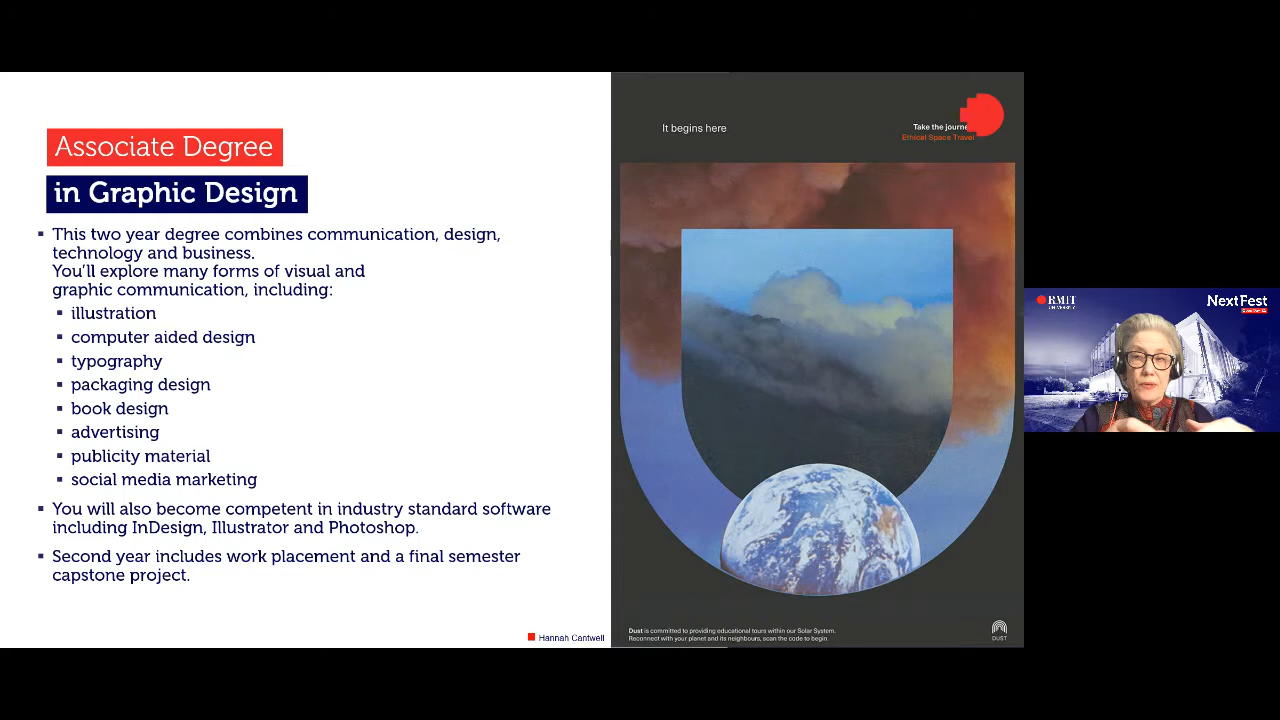 Associate Degree
in Graphic Design
This two year degree combines communication, design,
technology and business.
You'll explore many forms of visual and
graphic communication, including:
illustration
computer aided design
typography
packaging design
book design
advertising
publicity material
social media marketing
You will also become competent in industry standard software
including InDesign, Illustrator and Photoshop.
Second year includes work placement and a final semester
capstone project.
Hannah Cantwell
It begins here
Take the journe
Ethical Space Travel
Dust is committed to providing educational tours within our Solar System.
Reconnect with your planet and its neighbours, scan the code to begin
DUST
RMIT
UNIVERSITY
NextFest